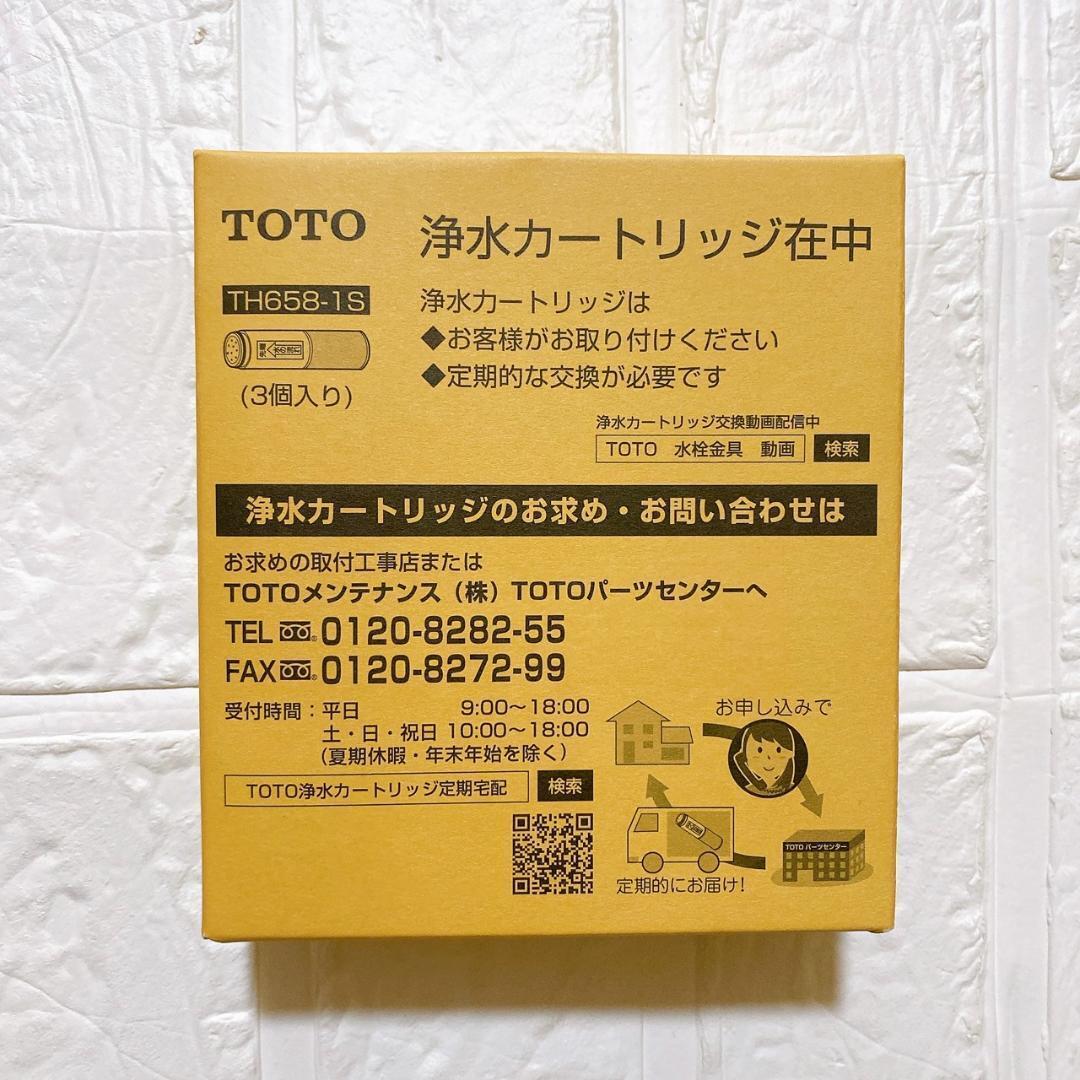 TOTO
浄水カートリッジ在中
TH658-1S
(3個入り)
浄水カートリッジは
◆お客様がお取り付けください
◆定期的な交換が必要です
浄水カートリッジ交換動画配信中
TOTO 水栓金具 動画 検索
浄水カートリッジのお求め・お問い合わせは
お求めの取付工事店または
TOTOメンテナンス（株）TOTOパーツセンターへ
TEL 0120-8282-55
FAX 0120-8272-99
受付時間：平日 9:00～18:00
土・日・祝日 10:00～18:00
（夏期休暇・年末年始を除く）
TOTO浄水カートリッジ定期宅配 検索
お申し込みで
TOTO パーツセンター
定期的にお届け!